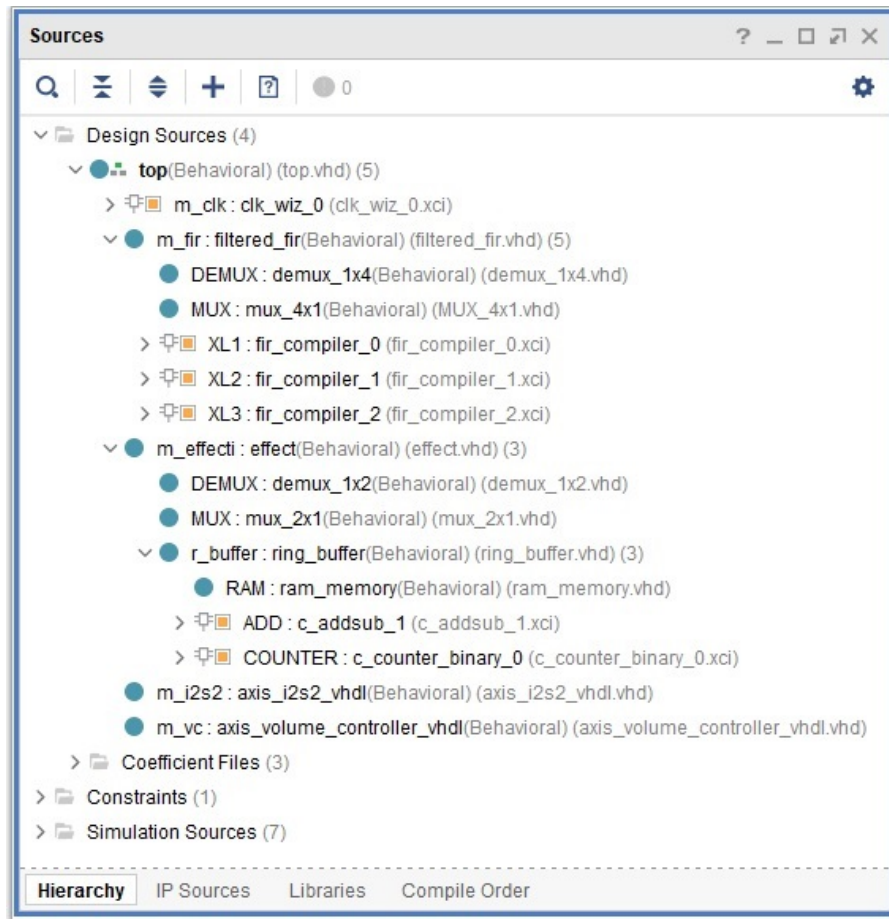 Sources
0
Design Sources (4)
top(Behavioral) (top.vhd) (5)
m_clk : clk_wiz_0 (clk_wiz_0.xci)
m_fir : filtered_fir(Behavioral) (filtered_fir.vhd) (5)
DEMUX : demux_1x4(Behavioral) (demux_1x4.vhd)
MUX : mux_4x1(Behavioral) (MUX_4x1.vhd)
XL1 : fir_compiler_0 (fir_compiler_0.xci)
XL2 : fir_compiler_1 (fir_compiler_1.xci)
XL3 : fir_compiler_2 (fir_compiler_2.xci)
m_effecti : effect(Behavioral) (effect.vhd) (3)
DEMUX : demux_1x2(Behavioral) (demux_1x2.vhd)
MUX : mux_2x1(Behavioral) (mux_2x1.vhd)
r_buffer : ring_buffer(Behavioral) (ring_buffer.vhd) (3)
RAM : ram_memory(Behavioral) (ram_memory.vhd)
ADD : c_addsub_1 (c_addsub_1.xci)
COUNTER : c_counter_binary_0 (c_counter_binary_0.xci)
m_i2s2 : axis_i2s2_vhdl(Behavioral) (axis_i2s2_vhdl.vhd)
m_vc : axis_volume_controller_vhdl(Behavioral) (axis_volume_controller_vhdl.vhd)
Coefficient Files (3)
Constraints (1)
Simulation Sources (7)
Hierarchy IP Sources Libraries Compile Order